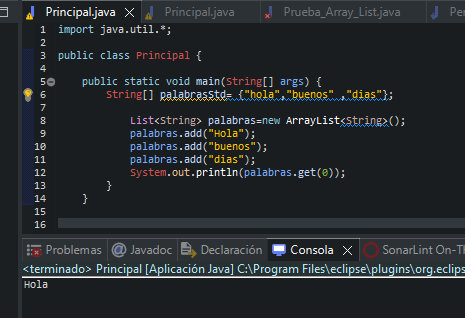 Principal.java Principal.java Prueba_Array_List.java
1 import java.util.*;
2
3 public class Principal {
4
5 public static void main(String[] args) {
6 String[] palabrasStd= {"hola","buenos" ,"dias"};
7
8 List<String> palabras=new ArrayList<String>();
9 palabras.add("Hola");
10 palabras.add("buenos");
11 palabras.add("dias");
12 System.out.println(palabras.get(0));
13 }
14 }
15
16
Problemas Javadoc Declaración Consola SonarLint On-Th
<terminado> Principal [Aplicación Java] C:\Program Files\eclipse\plugins\org.eclips
Hola